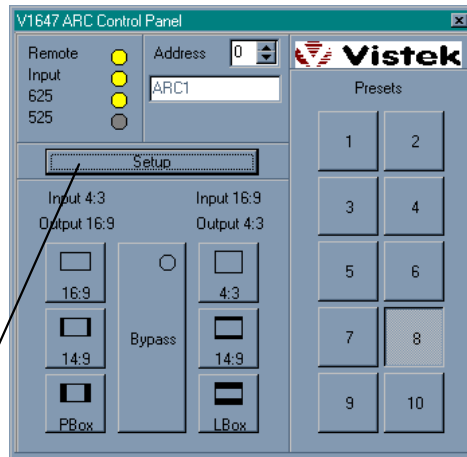 V1647 ARC Control Panel
Remote
Input
625
525
Address 0
ARC1
Vistek
Presets
1 2
3 4
5 6
7 8
9 10
Setup
Input 4:3 Input 16:9
Output 16:9 Output 4:3
16:9 4:3
14:9 Bypass 14:9
PBox LBox